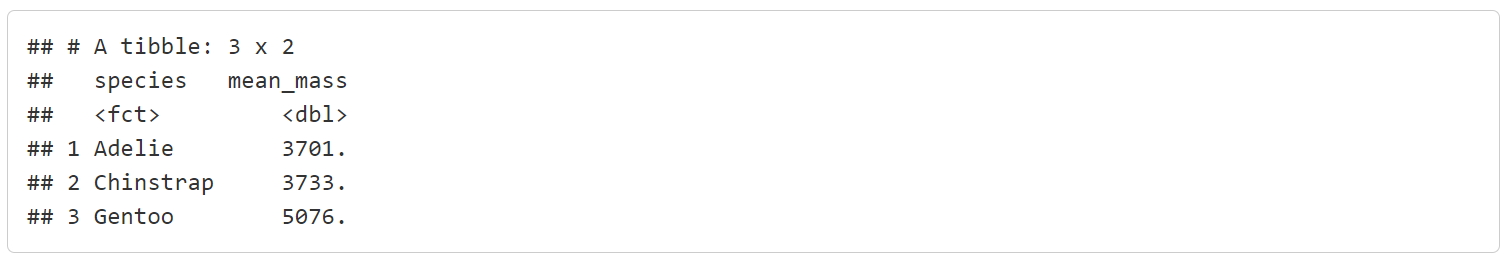 ## # A tibble: 3 x 2
##   species   mean_mass
##   <fct>         <dbl>
## 1 Adelie        3701.
## 2 Chinstrap     3733.
## 3 Gentoo        5076.